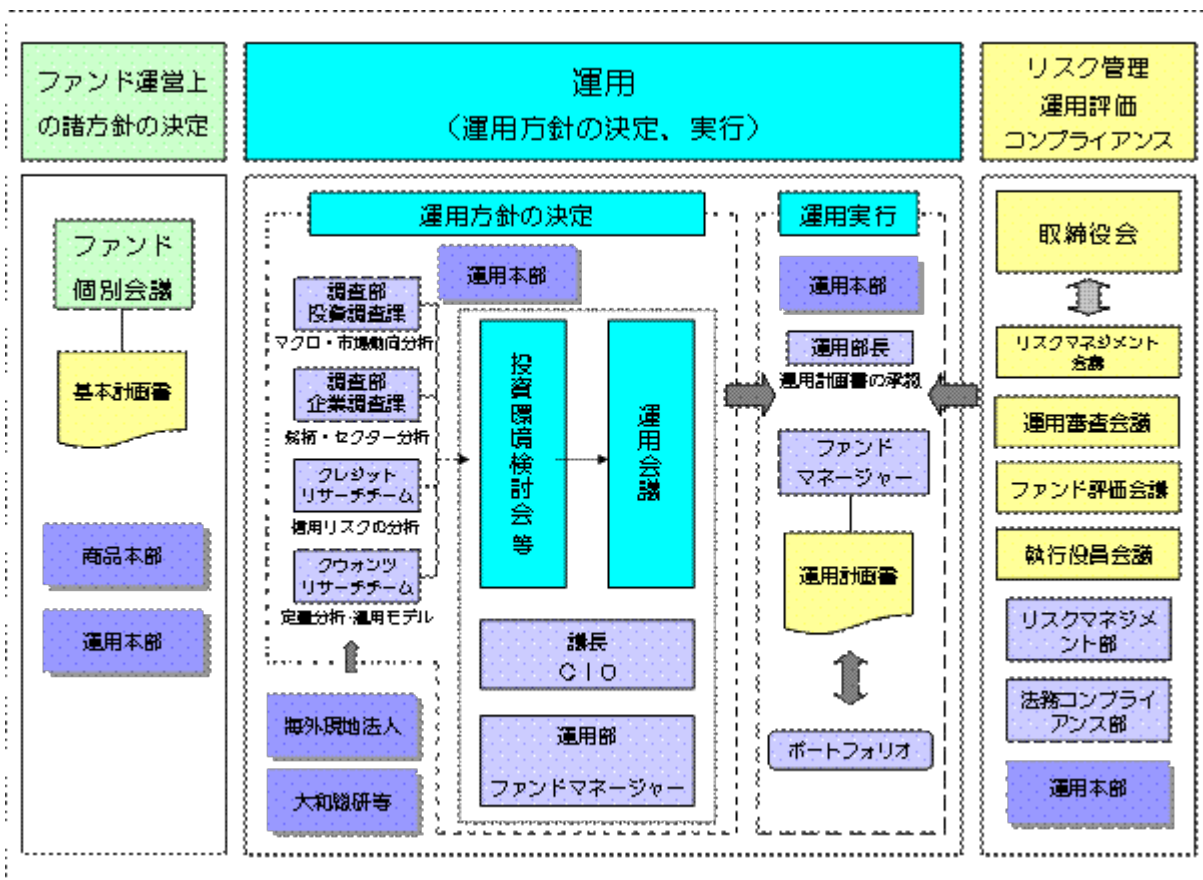 ファンド運営上
の諸方針の決定
運用
(運用方針の決定、実行)
リスク管理
運用評価
コンプライアンス
ファンド
個別会議
基本計画書
商品本部
運用本部
運用方針の決定
運用本部
調査部
投資調査課
マクロ・市場動向分析
調査部
企業調査課
銘柄・セクター分析
クレジット
リサーチチーム
信用リスクの分析
クウォンツ
リサーチチーム
定量分析・運用モデル
海外現地法人
大和総研等
投資環境検討会等
運用会議
議長
CIO
運用部
ファンドマネージャー
運用実行
運用本部
運用部長
運用計画書の承認
ファンド
マネージャー
運用計画書
ポートフォリオ
取締役会
リスクマネジメント
会議
運用審査会議
ファンド評価会議
執行役員会議
リスクマネジメ
ント部
法務コンプライ
アンス部
運用本部